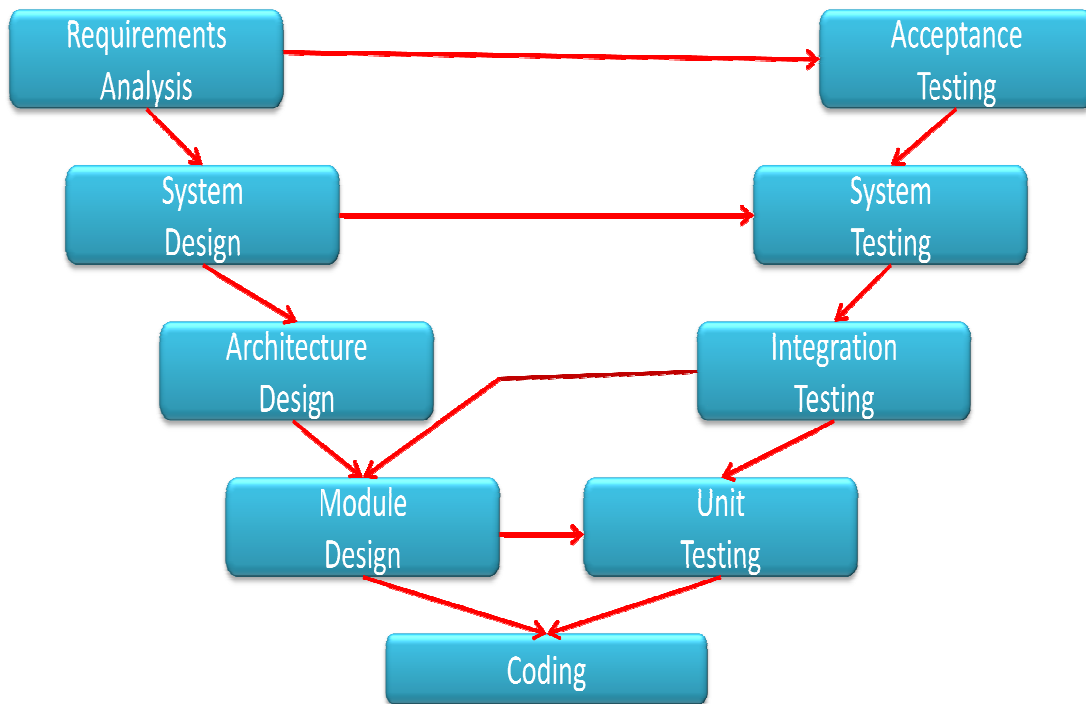 Requirements
Analysis
Acceptance
Testing
System
Design
System
Testing
Architecture
Design
Integration
Testing
Module
Design
Unit
Testing
Coding